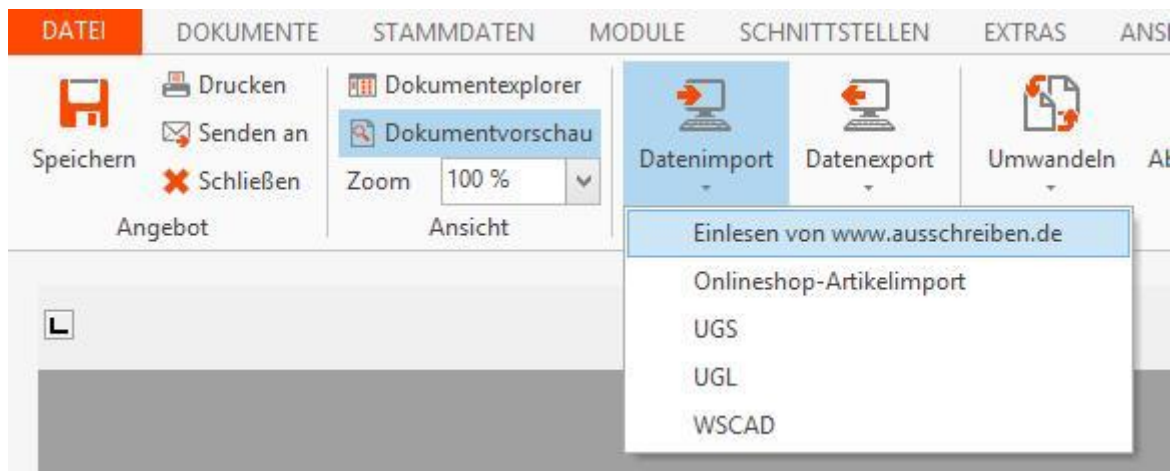 DATEI DOKUMENTE STAMMDATEN MODULE SCHNITTSTELLEN EXTRAS
Speichern
Drucken
Senden an
Schließen
Angebot
Dokumentexplorer
Dokumentvorschau
Zoom 100 %
Ansicht
Datenimport
Datenexport
Umwandeln
Einlesen von www.ausschreiben.de
Onlineshop-Artikelimport
UGS
UGL
WSCAD